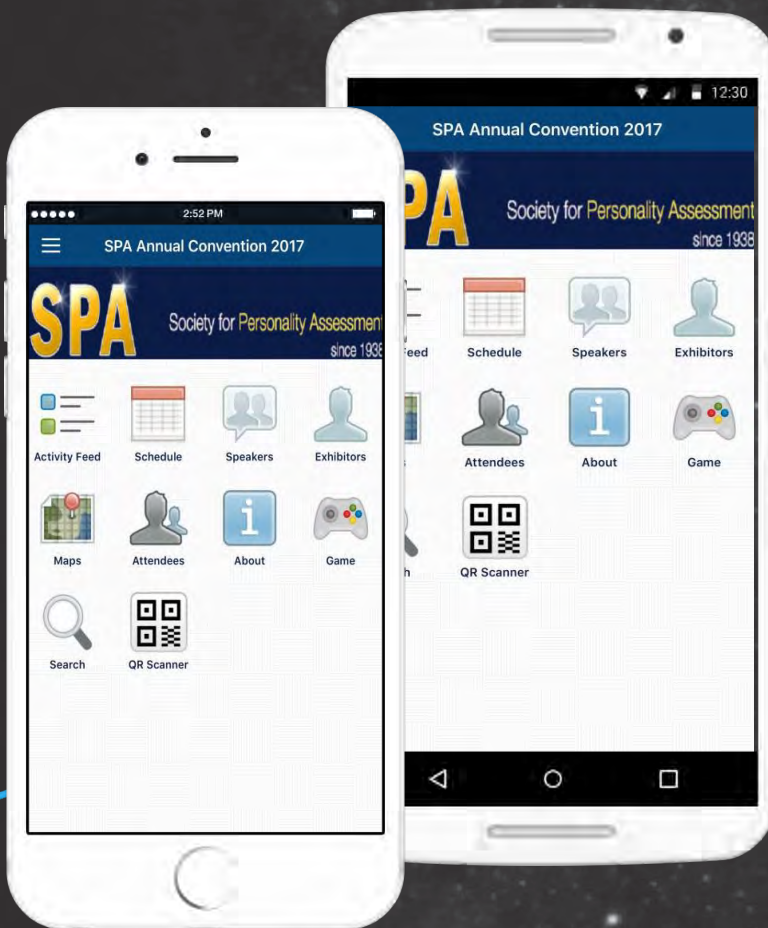 2:52 PM
SPA Annual Convention 2017
SPA
Society for Personality Assessmen
since 1938
Activity Feed Schedule Speakers Exhibitors
Maps Attendees About Game
Search QR Scanner
12:30
SPA Annual Convention 2017
PA
Society for Personality Assessment
since 1938
eed Schedule Speakers Exhibitors
s Attendees About Game
h QR Scanner